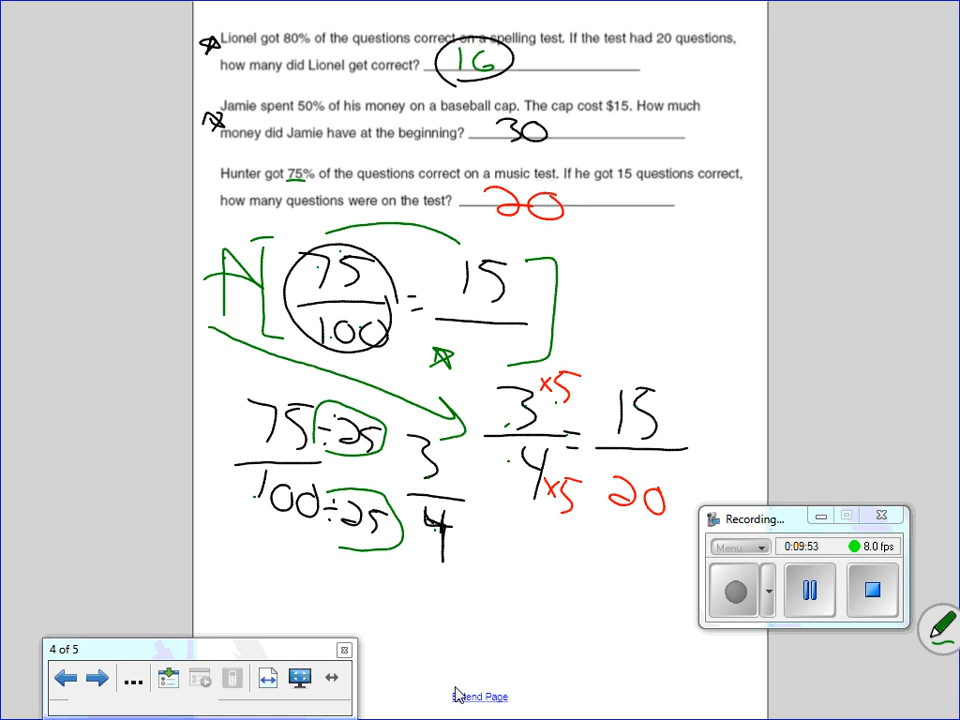 Lionel got 80% of the questions correct on a spelling test. If the test had 20 questions,
how many did Lionel get correct? 16
Jamie spent 50% of his money on a baseball cap. The cap cost $15. How much
money did Jamie have at the beginning? 30
Hunter got 75% of the questions correct on a music test. If he got 15 questions correct,
how many questions were on the test? 20
75 = 15
100
75 ÷25 3
100 ÷25 4
3 ×5 = 15
4 ×5 20
Recording...
Menu 0:09:53 8.0 fps
4 of 5
Extend Page